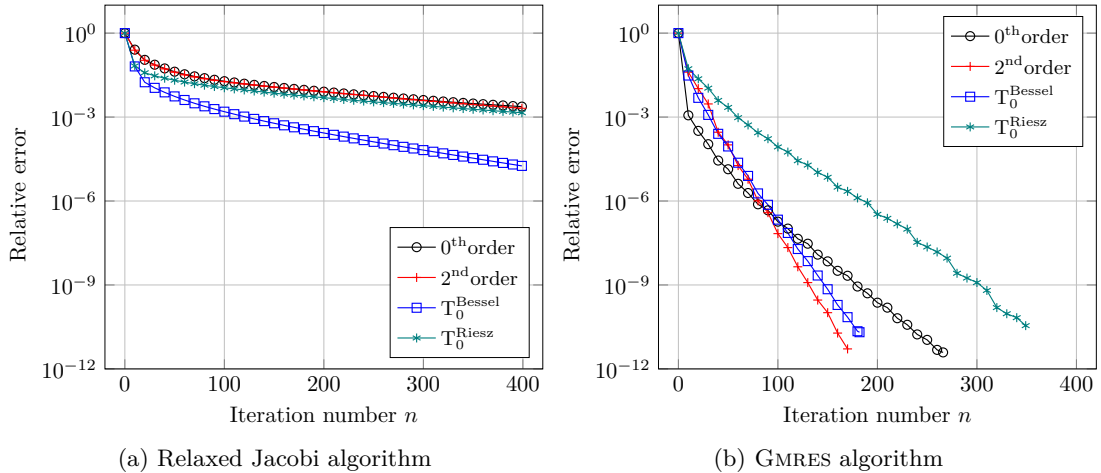 10^0
10^−3
10^−6
10^−9
10^−12
Relative error
0^th order
2^nd order
T_0^Bessel
T_0^Riesz
0 100 200 300 400
Iteration number n
(a) Relaxed Jacobi algorithm
10^0
10^−3
10^−6
10^−9
10^−12
Relative error
0^th order
2^nd order
T_0^Bessel
T_0^Riesz
0 100 200 300 400
Iteration number n
(b) GMRES algorithm